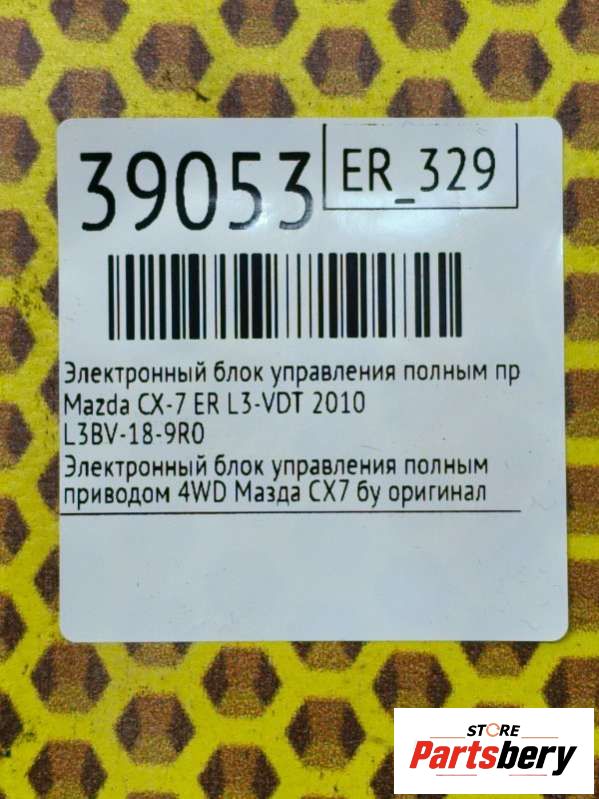 39053
ER_329
Электронный блок управления полным пр
Mazda CX-7 ER L3-VDT 2010
L3BV-18-9R0
Электронный блок управления полным
приводом 4WD Мазда CX7 бу оригинал
STORE
Partsbery